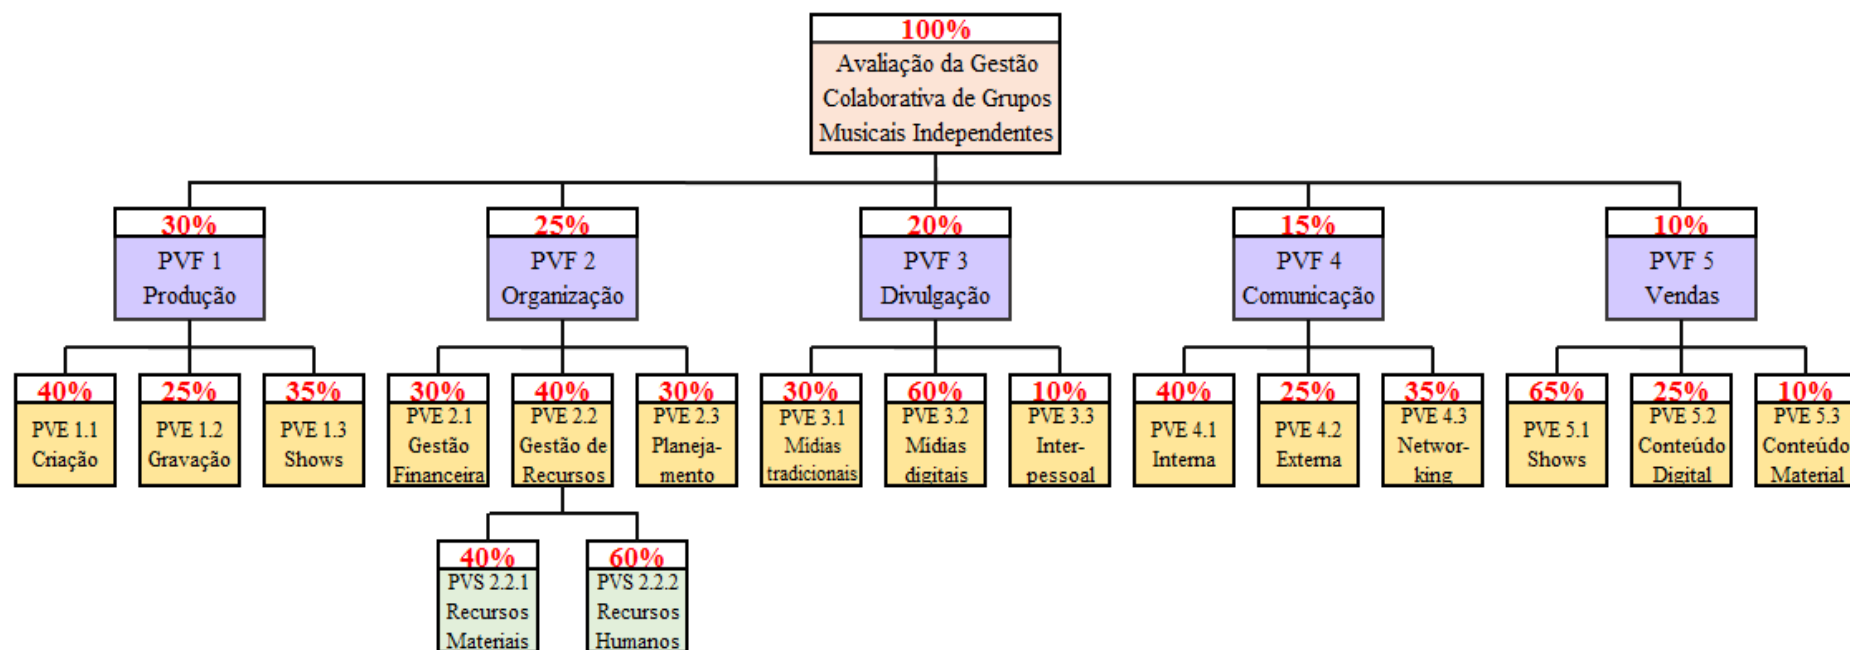 100%
Avaliação da Gestão
Colaborativa de Grupos
Musicais Independentes
30%
PVF 1
Produção
25%
PVF 2
Organização
20%
PVF 3
Divulgação
15%
PVF 4
Comunicação
10%
PVF 5
Vendas
40%
PVE 1.1
Criação
25%
PVE 1.2
Gravação
35%
PVE 1.3
Shows
30%
PVE 2.1
Gestão
Financeira
40%
PVE 2.2
Gestão de
Recursos
30%
PVE 2.3
Planeja-
mento
30%
PVE 3.1
Mídias
tradicionais
60%
PVE 3.2
Mídias
digitais
10%
PVE 3.3
Inter-
pessoal
40%
PVE 4.1
Interna
25%
PVE 4.2
Externa
35%
PVE 4.3
Networ-
king
65%
PVE 5.1
Shows
25%
PVE 5.2
Conteúdo
Digital
10%
PVE 5.3
Conteúdo
Material
40%
PVS 2.2.1
Recursos
Materiais
60%
PVS 2.2.2
Recursos
Humanos